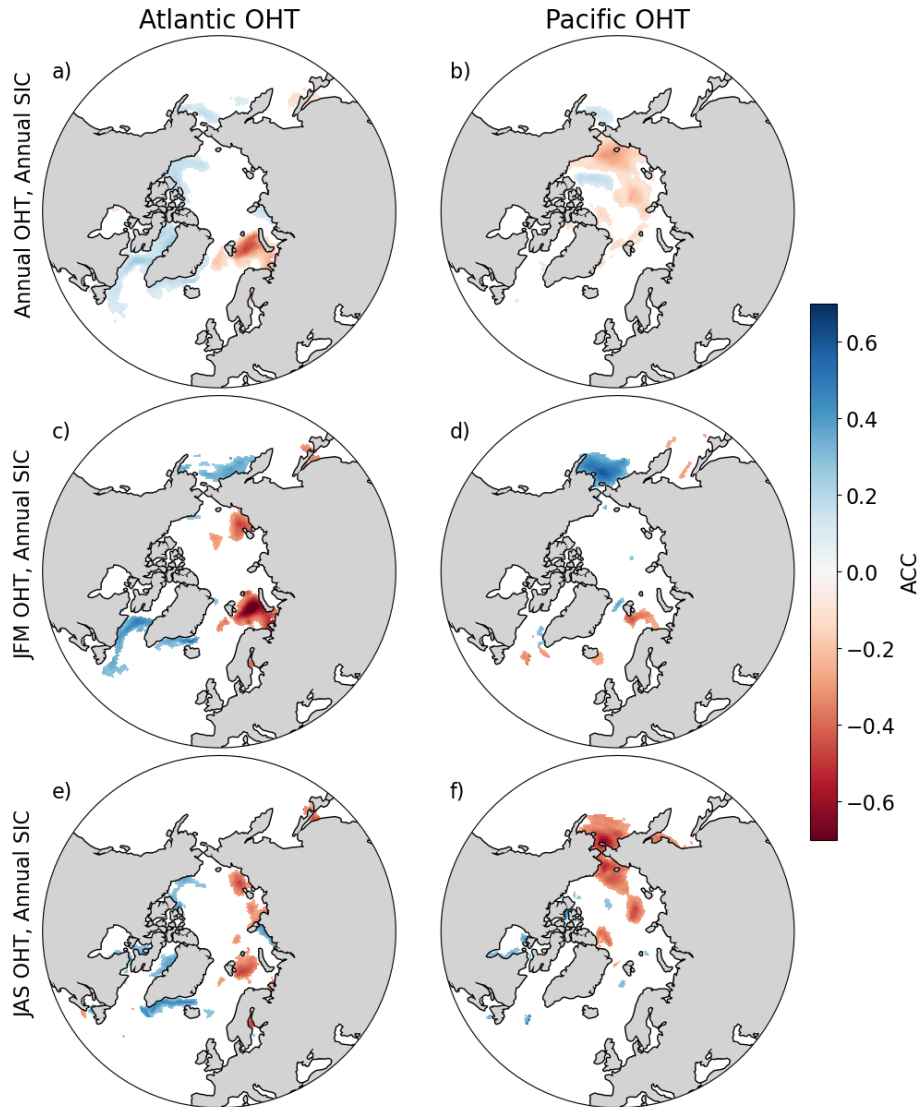 Atlantic OHT
Pacific OHT
Annual OHT, Annual SIC
a)
b)
JFM OHT, Annual SIC
c)
d)
JAS OHT, Annual SIC
e)
f)
0.6
0.4
0.2
0.0
−0.2
−0.4
−0.6
ACC